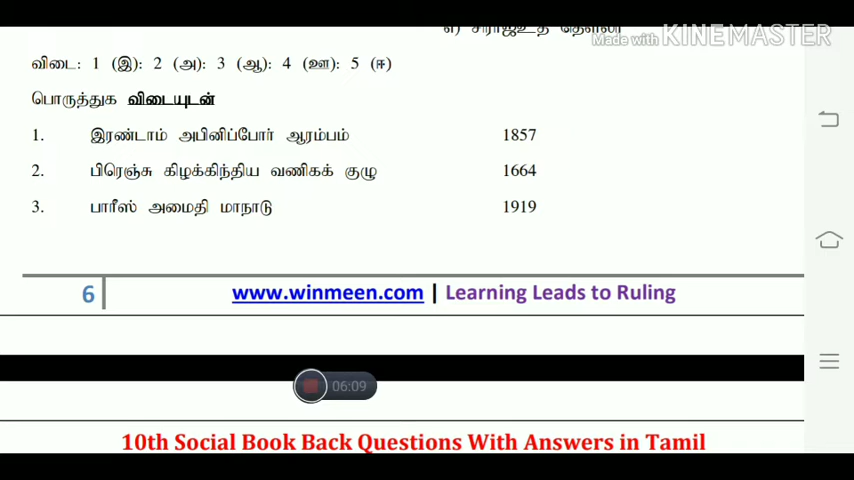 எ) சிராஜ்உத் தௌலா
Made with KINEMASTER
விடை: 1 (இ): 2 (அ): 3 (ஆ): 4 (ஊ): 5 (ஈ)
பொருத்துக விடையுடன்
1. இரண்டாம் அபினிப்போர் ஆரம்பம் 1857
2. பிரெஞ்சு கிழக்கிந்திய வணிகக் குழு 1664
3. பாரீஸ் அமைதி மாநாடு 1919
6 www.winmeen.com | Learning Leads to Ruling
06:09
10th Social Book Back Questions With Answers in Tamil